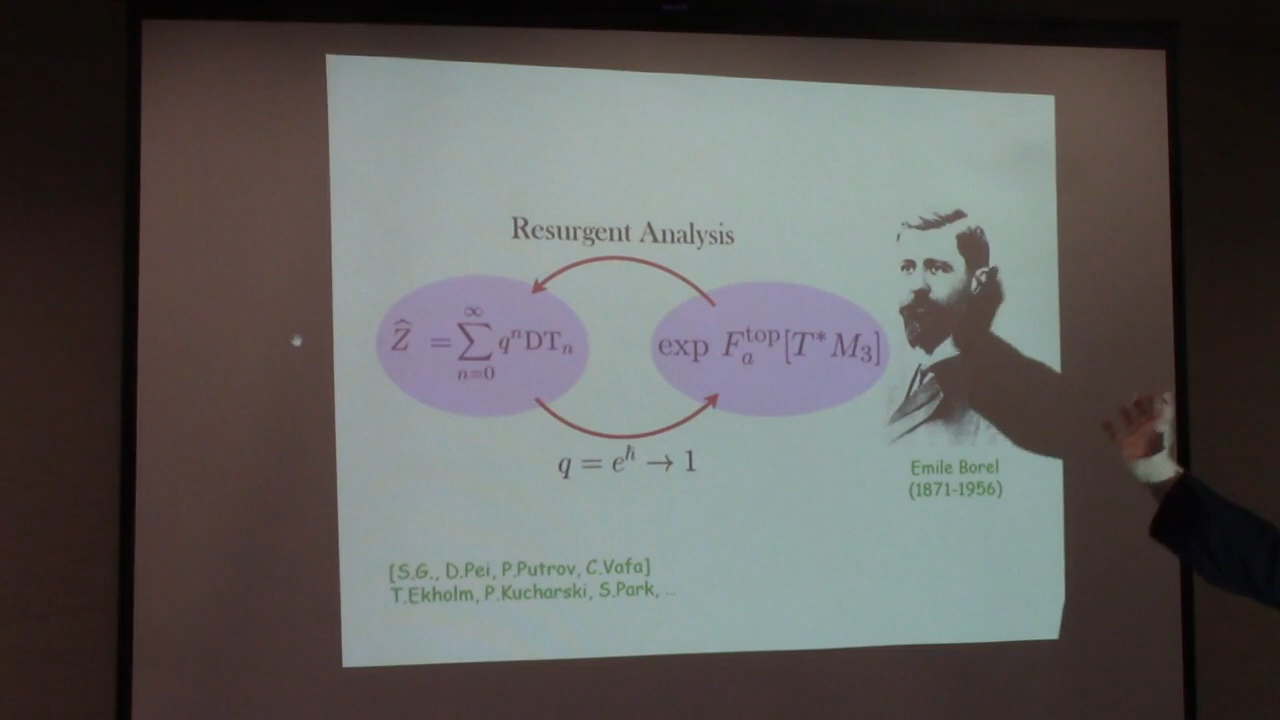 Resurgent Analysis
$\widehat{Z} = \sum_{n=0}^{\infty} q^n \mathrm{DT}_n$
$\exp F_a^{\mathrm{top}}[T^* M_3]$
$q = e^{\hbar} \to 1$
Emile Borel
(1871-1956)
[S.G., D.Pei, P.Putrov, C.Vafa]
T.Ekholm, P.Kucharski, S.Park, ...